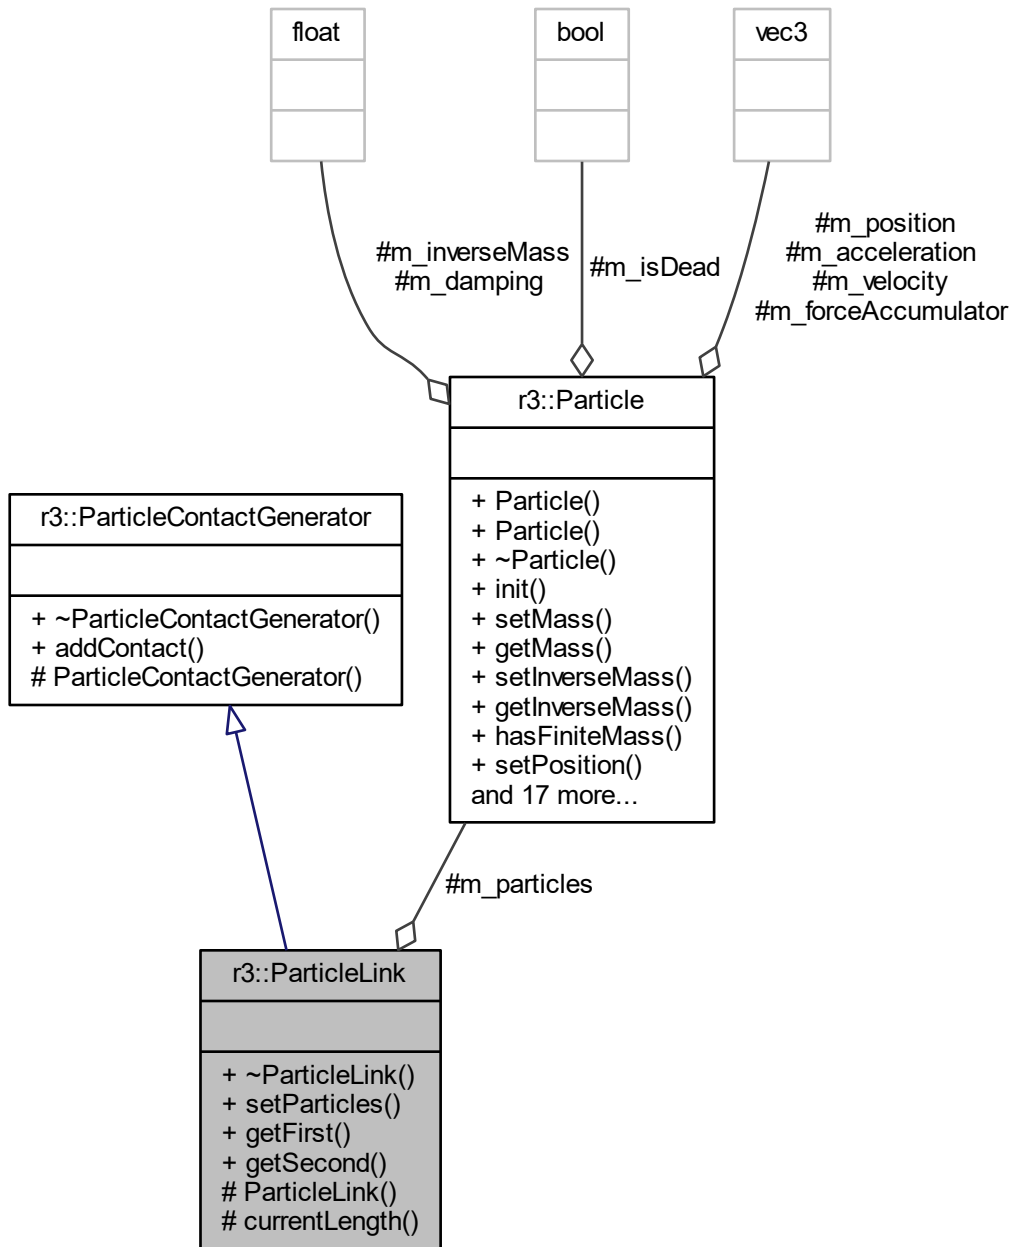 float
bool
vec3
#m_inverseMass
#m_damping
#m_isDead
#m_position
#m_acceleration
#m_velocity
#m_forceAccumulator
r3::Particle
+ Particle()
+ Particle()
+ ~Particle()
+ init()
+ setMass()
+ getMass()
+ setInverseMass()
+ getInverseMass()
+ hasFiniteMass()
+ setPosition()
and 17 more...
r3::ParticleContactGenerator
+ ~ParticleContactGenerator()
+ addContact()
# ParticleContactGenerator()
#m_particles
r3::ParticleLink
+ ~ParticleLink()
+ setParticles()
+ getFirst()
+ getSecond()
# ParticleLink()
# currentLength()